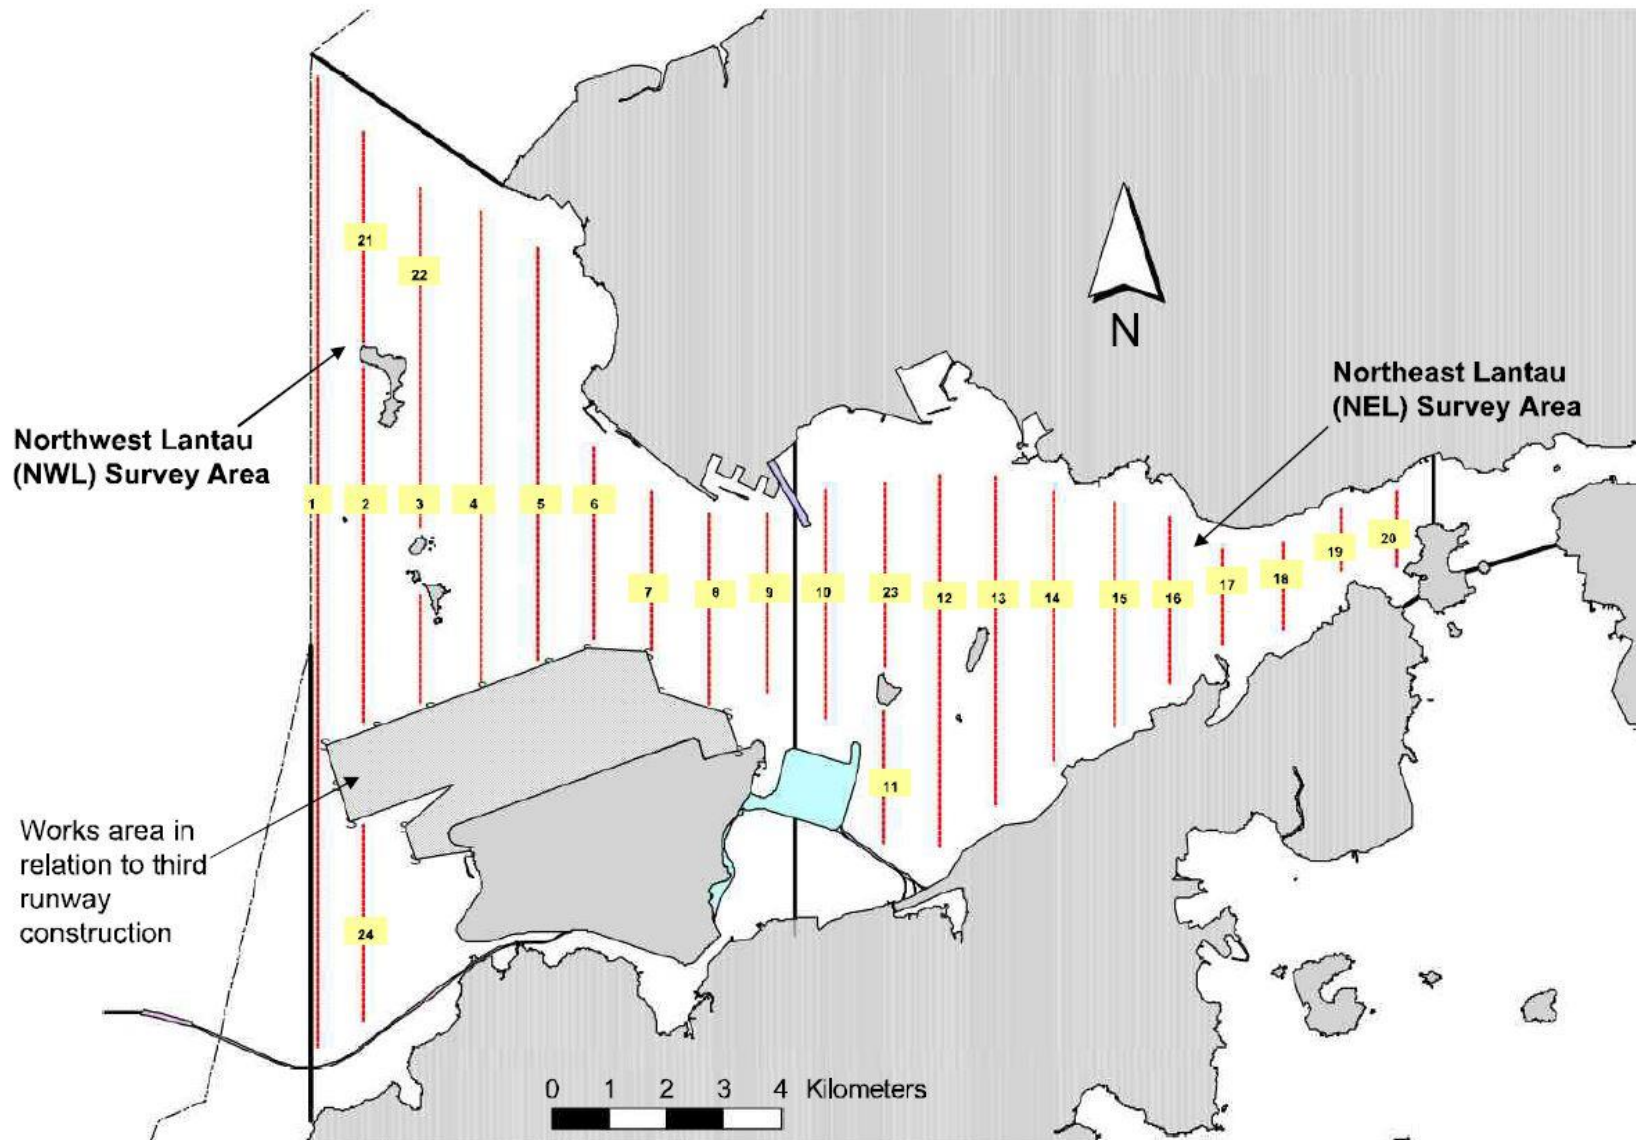 21
22
N
Northeast Lantau
(NEL) Survey Area
Northwest Lantau
(NWL) Survey Area
1 2 3 4 5 6
7 8 9 10 23 12 13 14 15 16 17 18 19 20
11
Works area in
relation to third
runway
construction
24
0 1 2 3 4 Kilometers